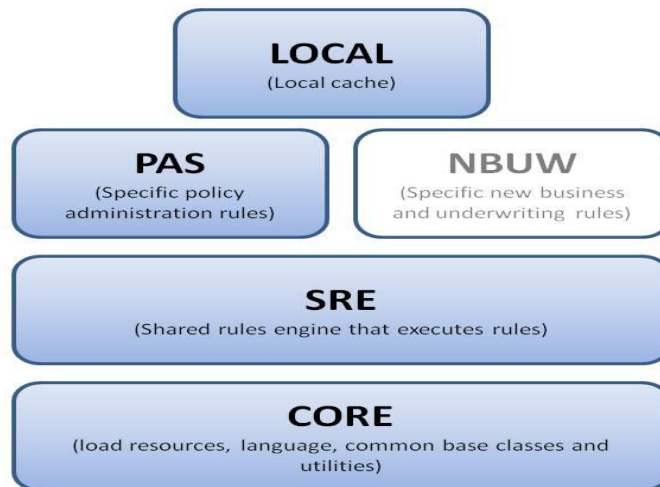 LOCAL
(Local cache)
PAS
(Specific policy
administration rules)
NBUW
(Specific new business
and underwriting rules)
SRE
(Shared rules engine that executes rules)
CORE
(load resources, language, common base classes and
utilities)